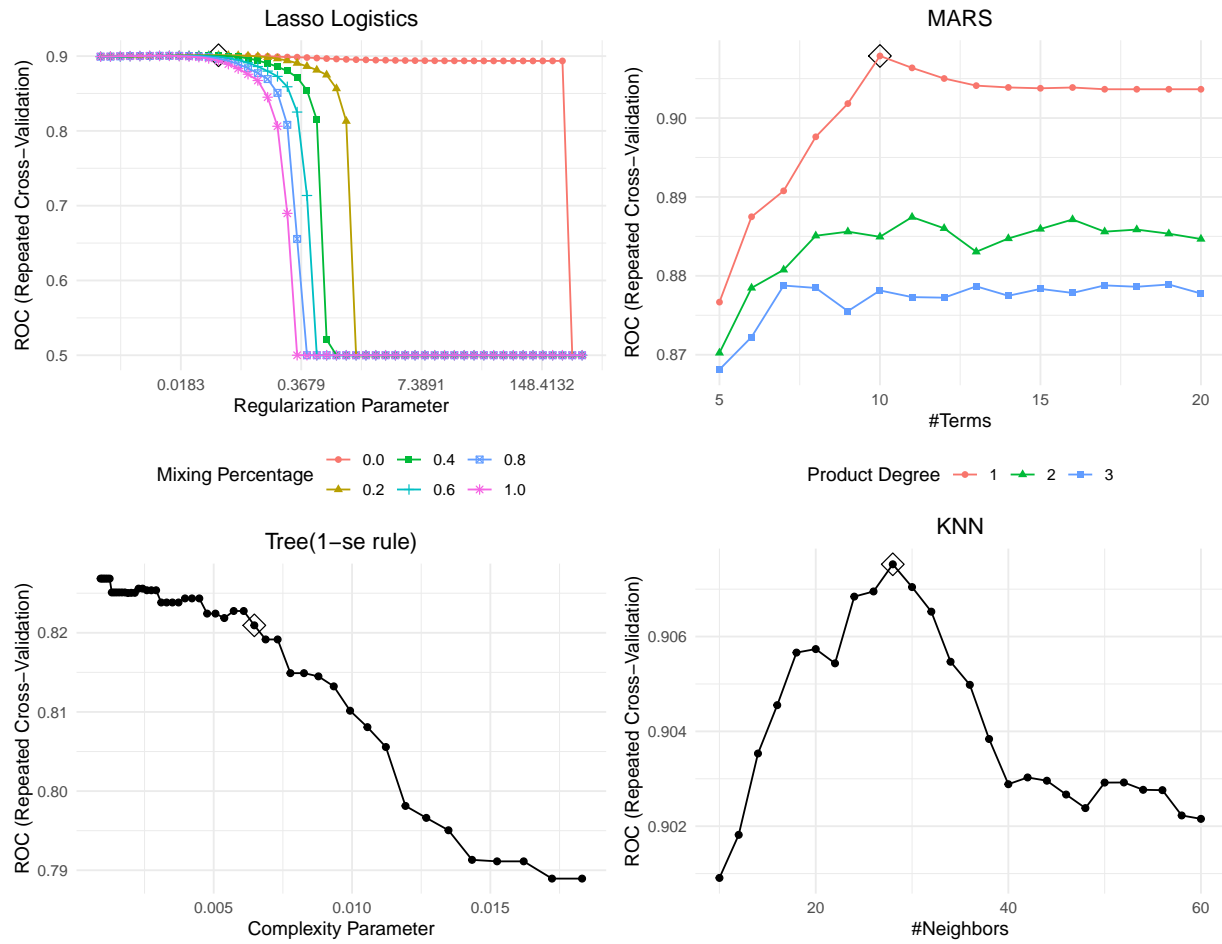 Lasso Logistics
ROC (Repeated Cross−Validation)
0.9
0.8
0.7
0.6
0.5
0.0183 0.3679 7.3891 148.4132
Regularization Parameter
Mixing Percentage 0.0 0.4 0.8
0.2 0.6 1.0
MARS
ROC (Repeated Cross−Validation)
0.90
0.89
0.88
0.87
5 10 15 20
#Terms
Product Degree 1 2 3
Tree(1−se rule)
ROC (Repeated Cross−Validation)
0.82
0.81
0.80
0.79
0.005 0.010 0.015
Complexity Parameter
KNN
ROC (Repeated Cross−Validation)
0.906
0.904
0.902
20 40 60
#Neighbors